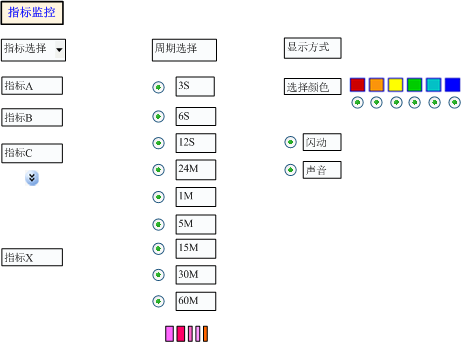 指标监控
指标选择
指标A
指标B
指标C
指标X
周期选择
3S
6S
12S
24M
1M
5M
15M
30M
60M
显示方式
选择颜色
闪动
声音